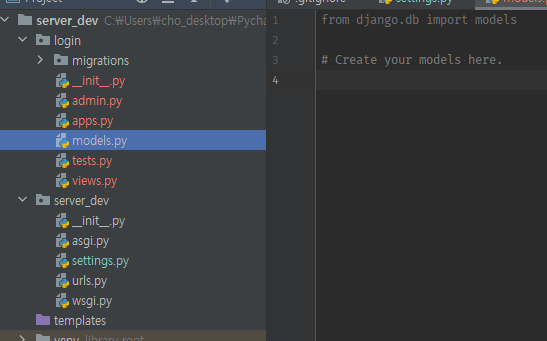 Project
.gitignore
settings.py
models.p
server_dev C:₩Users₩cho_desktop₩Pycha
login
migrations
__init__.py
admin.py
apps.py
models.py
tests.py
views.py
server_dev
__init__.py
asgi.py
settings.py
urls.py
wsgi.py
templates
venv library root
1 from django.db import models
2
3 # Create your models here.
4